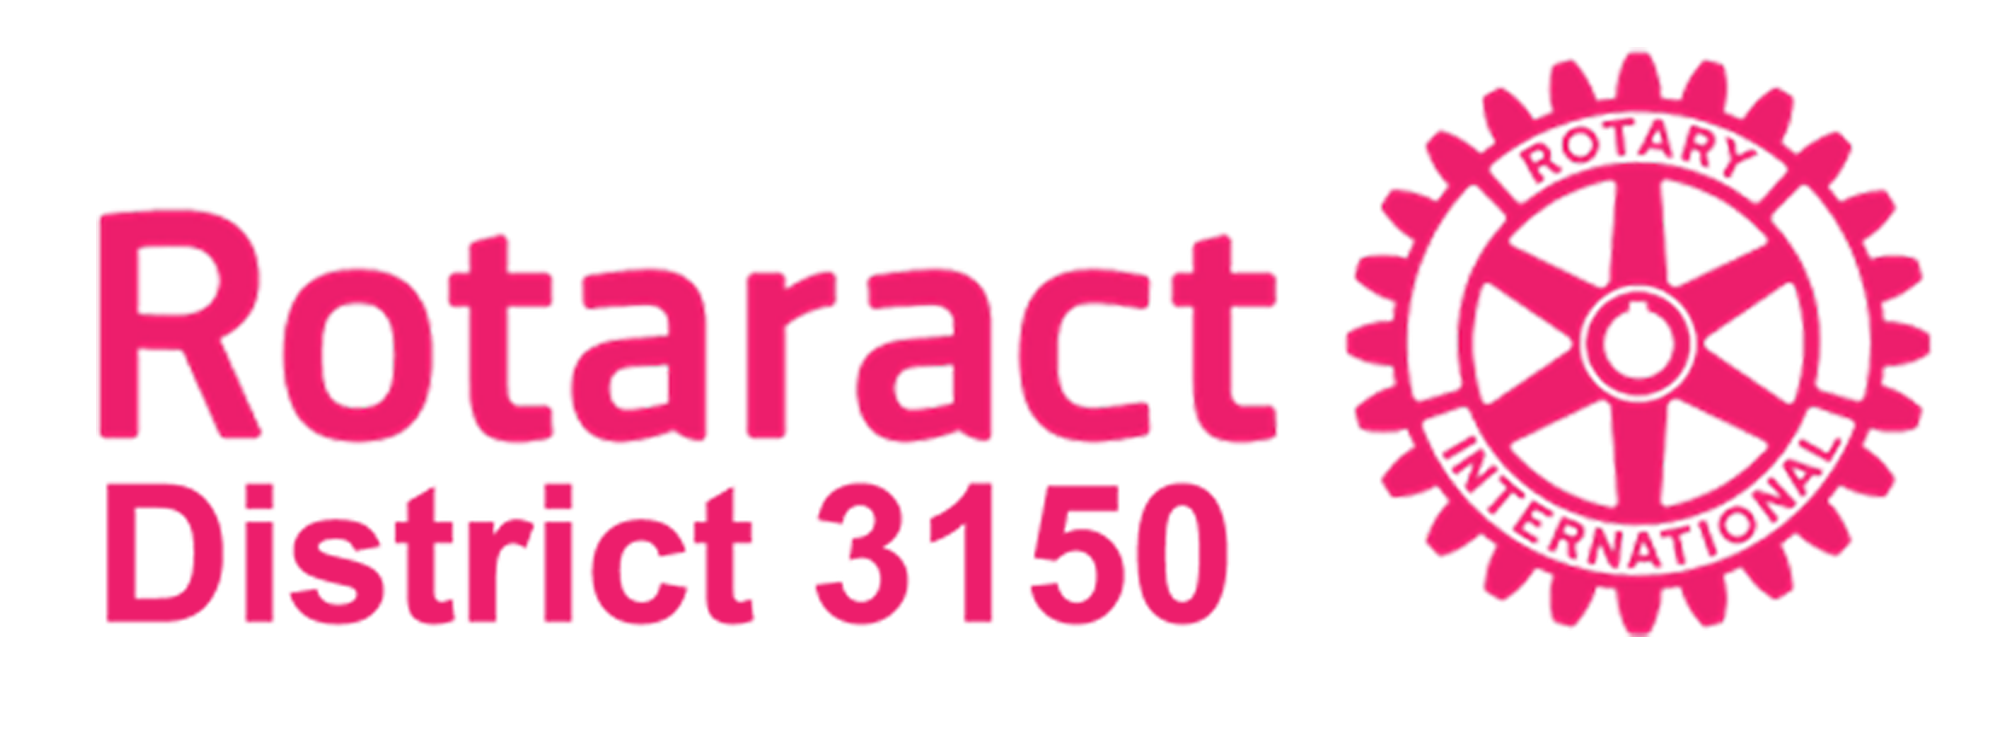 Rotaract
District 3150
ROTARY
INTERNATIONAL